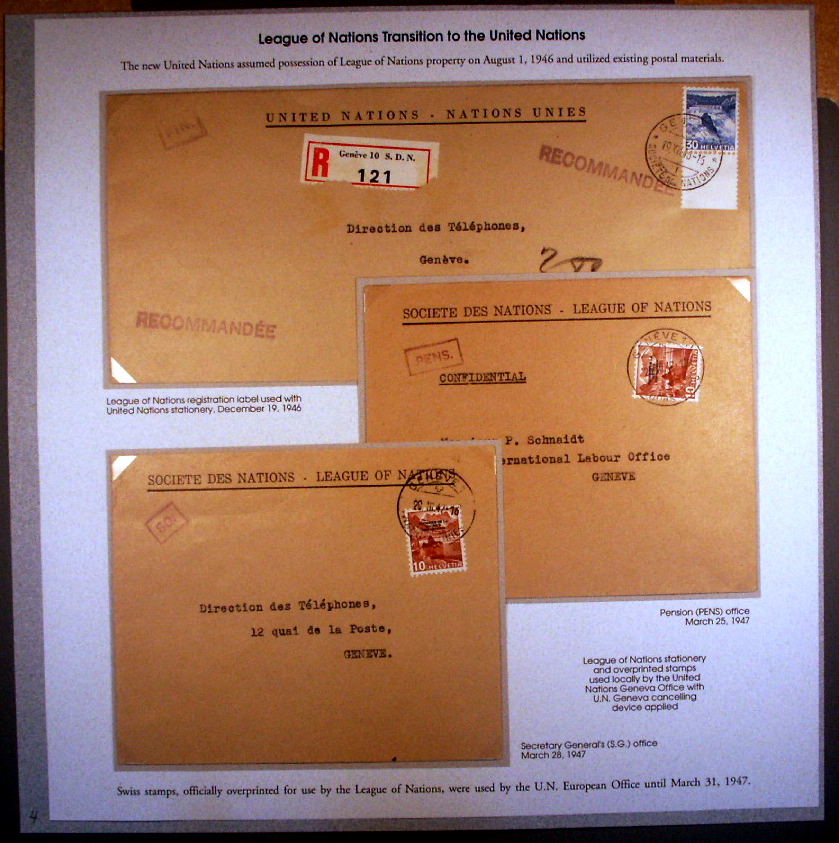 League of Nations Transition to the United Nations
The new United Nations assumed possession of League of Nations property on August 1, 1946 and utilized existing postal materials.
FIN.
UNITED NATIONS - NATIONS UNIES
R
Genève 10 S. D. N.
121
RECOMMANDÉE
30 HELVETIA
Direction des Téléphones,
Genève.
RECOMMANDÉE
League of Nations registration label used with
United Nations stationery. December 19, 1946
SOCIETE DES NATIONS - LEAGUE OF NATIONS
PENS.
CONFIDENTIAL
10
P. Schnaidt
ernational Labour Office
GENEVE
Pension (PENS) office
March 25, 1947
SOCIETE DES NATIONS - LEAGUE OF NATIONS
10 HELVETIA
Direction des Téléphones,
12 quai de la Poste,
GENEVE.
League of Nations stationery
and overprinted stamps
used locally by the United
Nations Geneva Office with
U.N. Geneva cancelling
device applied
Secretary General's (S.G.) office
March 28, 1947
Swiss stamps, officially overprinted for use by the League of Nations, were used by the U.N. European Office until March 31, 1947.
4